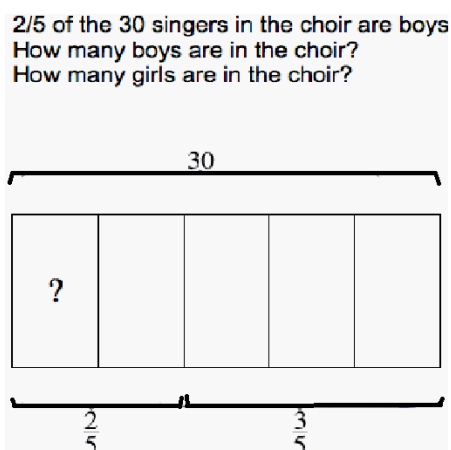 2/5 of the 30 singers in the choir are boys
How many boys are in the choir?
How many girls are in the choir?
30
?
2/5 3/5